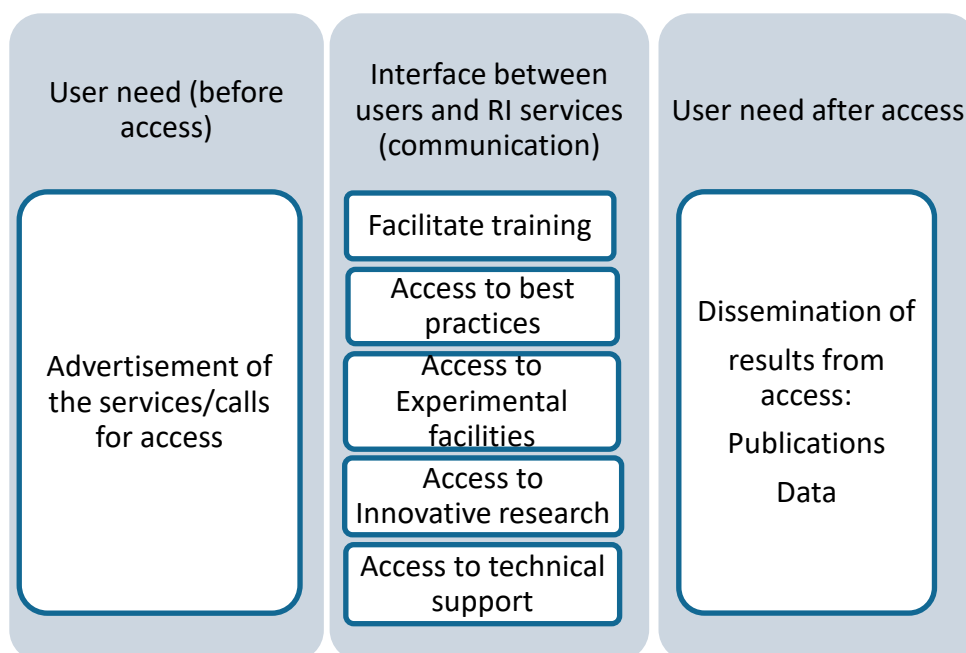 User need (before
access)
Advertisement of
the services/calls
for access
Interface between
users and RI services
(communication)
Facilitate training
Access to best
practices
Access to
Experimental
facilities
Access to
Innovative research
Access to technical
support
User need after access
Dissemination of
results from
access:
Publications
Data